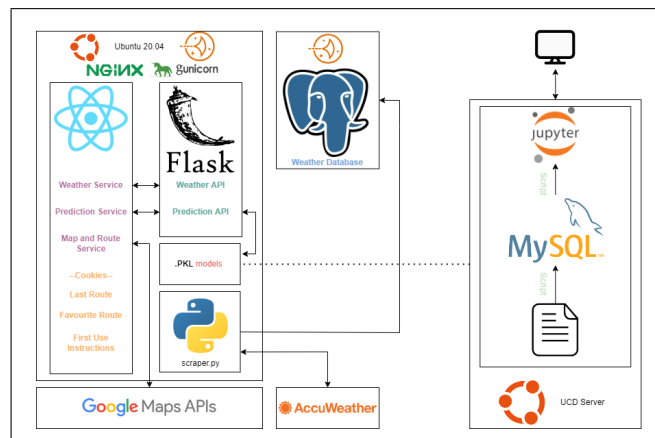 Ubuntu 20.04
NGiNX
gunicorn
Flask
Weather Service
Weather API
Prediction Service
Prediction API
Map and Route
Service
.PKL models
--Cookies--
Last Route
Favourite Route
First Use
Instructions
scraper.py
Google Maps APIs
Weather Database
AccuWeather
jupyter
Script
MySQL
Script
UCD Server